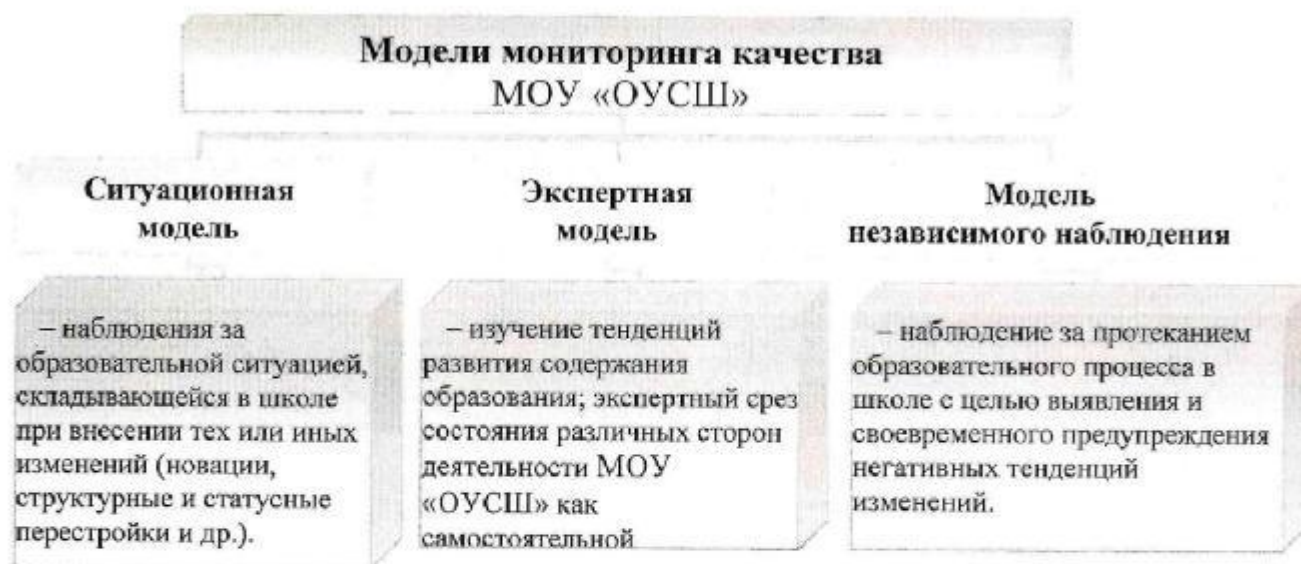 Модели мониторинга качества
МОУ «ОУСШ»
Ситуационная
модель
– наблюдения за
образовательной ситуацией,
складывающейся в школе
при внесении тех или иных
изменений (новации,
структурные и статусные
перестройки и др.).
Экспертная
модель
– изучение тенденций
развития содержания
образования; экспертный срез
состояния различных сторон
деятельности МОУ
«ОУСШ» как
самостоятельной
Модель
независимого наблюдения
– наблюдение за протеканием
образовательного процесса в
школе с целью выявления и
своевременного предупреждения
негативных тенденций
изменений.